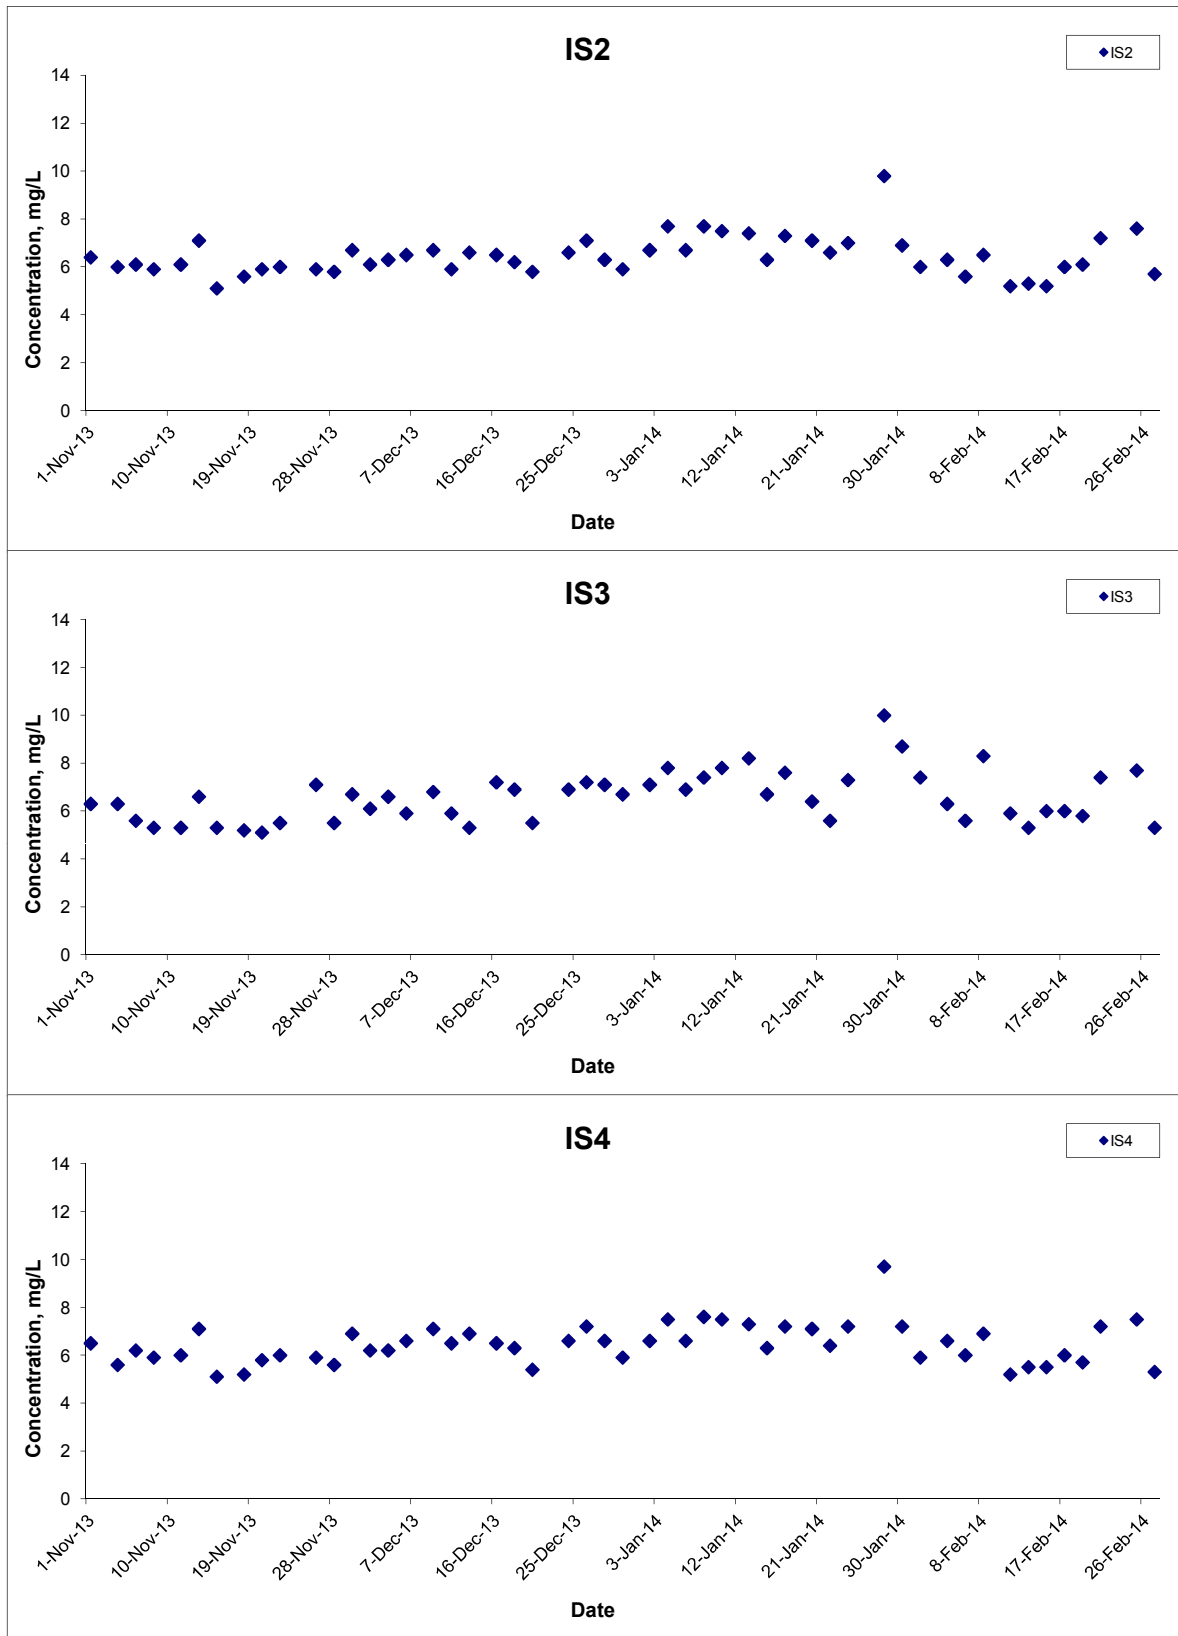 IS2
IS2
14
12
10
8
6
4
2
0
Concentration, mg/L
1-Nov-13
10-Nov-13
19-Nov-13
28-Nov-13
7-Dec-13
16-Dec-13
25-Dec-13
3-Jan-14
12-Jan-14
21-Jan-14
30-Jan-14
8-Feb-14
17-Feb-14
26-Feb-14
Date
IS3
IS3
14
12
10
8
6
4
2
0
Concentration, mg/L
1-Nov-13
10-Nov-13
19-Nov-13
28-Nov-13
7-Dec-13
16-Dec-13
25-Dec-13
3-Jan-14
12-Jan-14
21-Jan-14
30-Jan-14
8-Feb-14
17-Feb-14
26-Feb-14
Date
IS4
IS4
14
12
10
8
6
4
2
0
Concentration, mg/L
1-Nov-13
10-Nov-13
19-Nov-13
28-Nov-13
7-Dec-13
16-Dec-13
25-Dec-13
3-Jan-14
12-Jan-14
21-Jan-14
30-Jan-14
8-Feb-14
17-Feb-14
26-Feb-14
Date